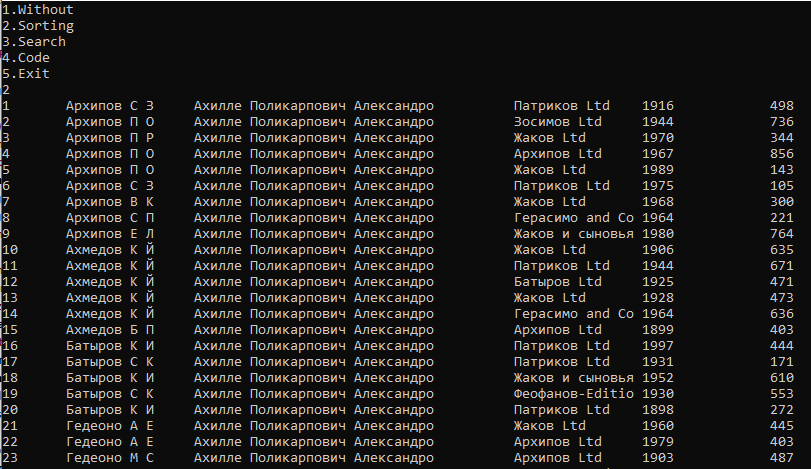 1.Without
2.Sorting
3.Search
4.Code
5.Exit
2
1 Архипов С З Ахилле Поликарпович Александро Патриков Ltd 1916 498
2 Архипов П О Ахилле Поликарпович Александро Зосимов Ltd 1944 736
3 Архипов П Р Ахилле Поликарпович Александро Жаков Ltd 1970 344
4 Архипов П О Ахилле Поликарпович Александро Архипов Ltd 1967 856
5 Архипов П О Ахилле Поликарпович Александро Жаков Ltd 1989 143
6 Архипов С З Ахилле Поликарпович Александро Патриков Ltd 1975 105
7 Архипов В К Ахилле Поликарпович Александро Жаков Ltd 1968 300
8 Архипов С П Ахилле Поликарпович Александро Герасимо and Co 1964 221
9 Архипов Е Л Ахилле Поликарпович Александро Жаков и сыновья 1980 764
10 Ахмедов К Й Ахилле Поликарпович Александро Жаков Ltd 1906 635
11 Ахмедов К Й Ахилле Поликарпович Александро Патриков Ltd 1944 671
12 Ахмедов К Й Ахилле Поликарпович Александро Батыров Ltd 1925 471
13 Ахмедов К Й Ахилле Поликарпович Александро Жаков Ltd 1928 473
14 Ахмедов К Й Ахилле Поликарпович Александро Герасимо and Co 1964 636
15 Ахмедов Б П Ахилле Поликарпович Александро Архипов Ltd 1899 403
16 Батыров К И Ахилле Поликарпович Александро Патриков Ltd 1997 444
17 Батыров С К Ахилле Поликарпович Александро Патриков Ltd 1931 171
18 Батыров К И Ахилле Поликарпович Александро Жаков и сыновья 1952 610
19 Батыров С К Ахилле Поликарпович Александро Феофанов-Editio 1930 553
20 Батыров К И Ахилле Поликарпович Александро Патриков Ltd 1898 272
21 Гедеоно А Е Ахилле Поликарпович Александро Жаков Ltd 1960 445
22 Гедеоно А Е Ахилле Поликарпович Александро Архипов Ltd 1979 403
23 Гедеоно М С Ахилле Поликарпович Александро Архипов Ltd 1903 487